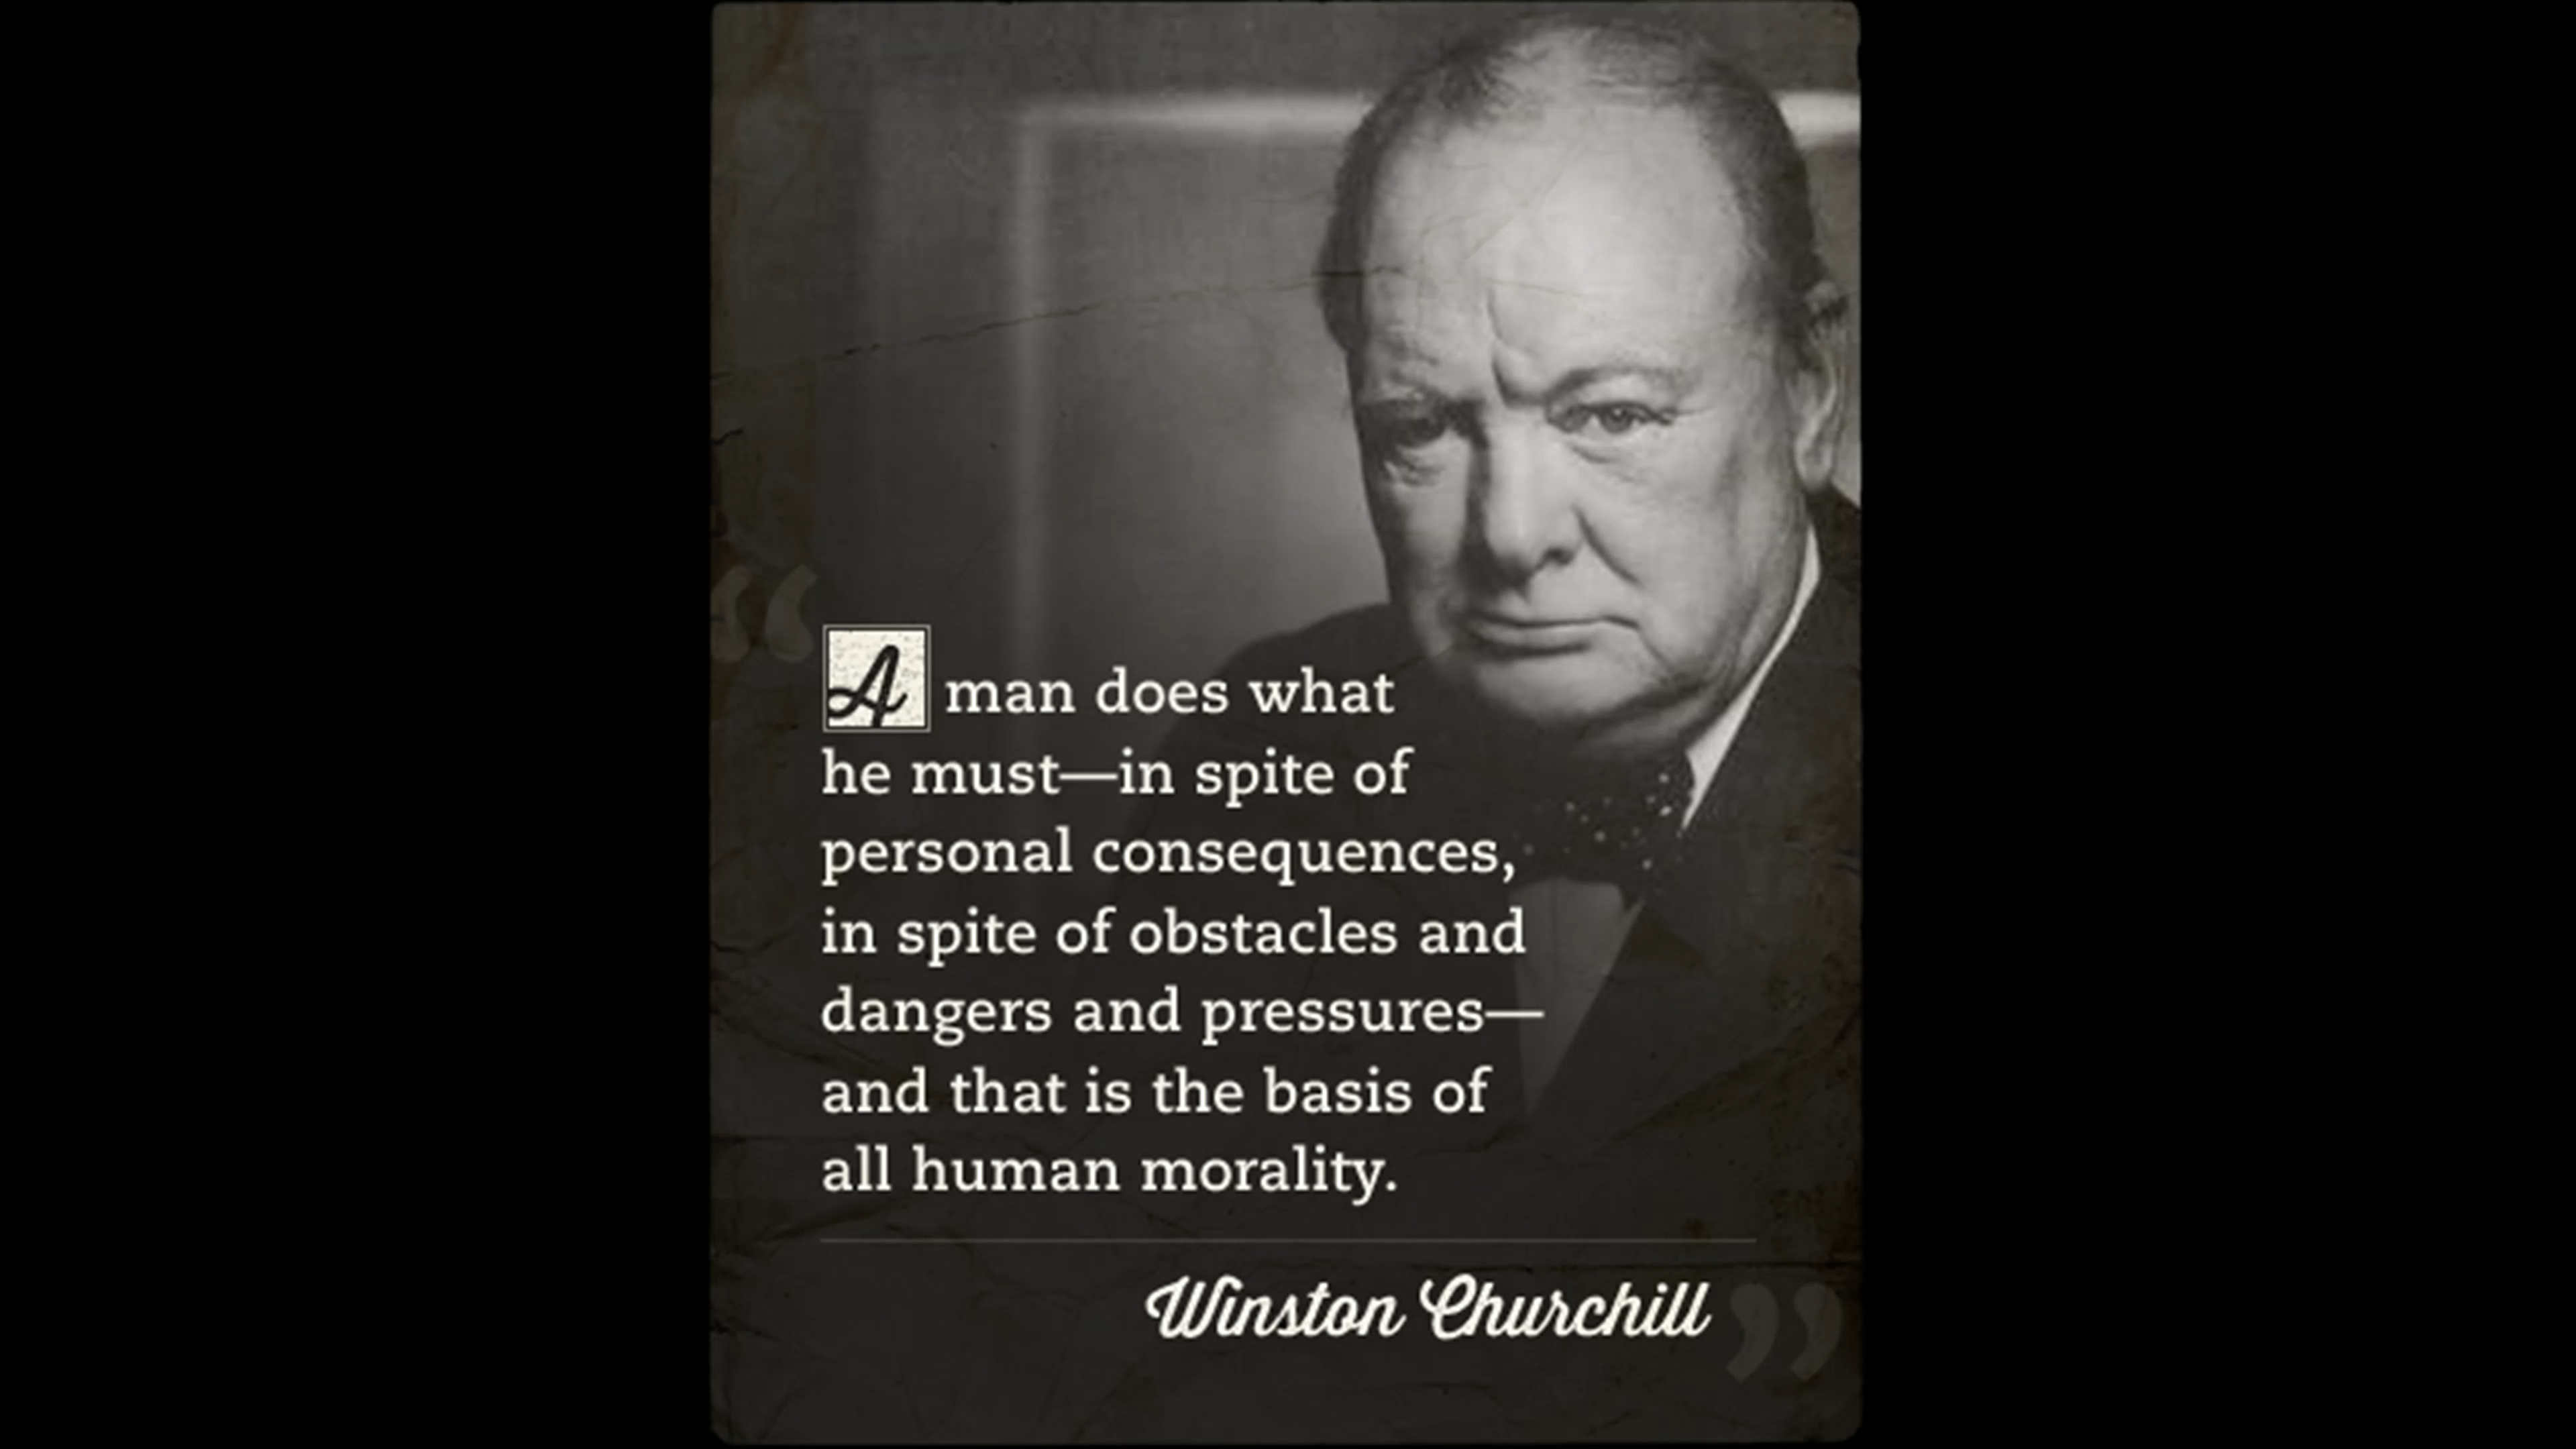 “
A man does what
he must—in spite of
personal consequences,
in spite of obstacles and
dangers and pressures—
and that is the basis of
all human morality.
Winston Churchill
”